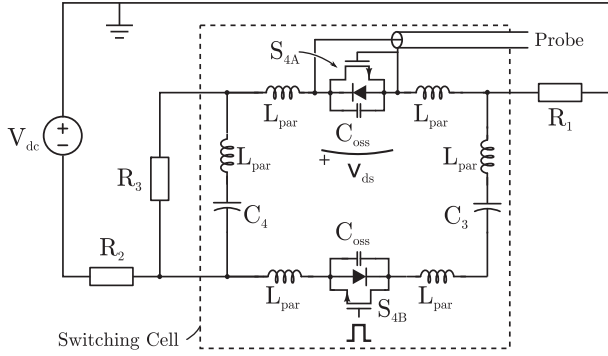 Probe
S4A
Lpar
Lpar
R1
Vdc
+
−
Coss
+
vds
R3
Lpar
Lpar
C4
C3
Coss
R2
Lpar
Lpar
S4B
Switching Cell